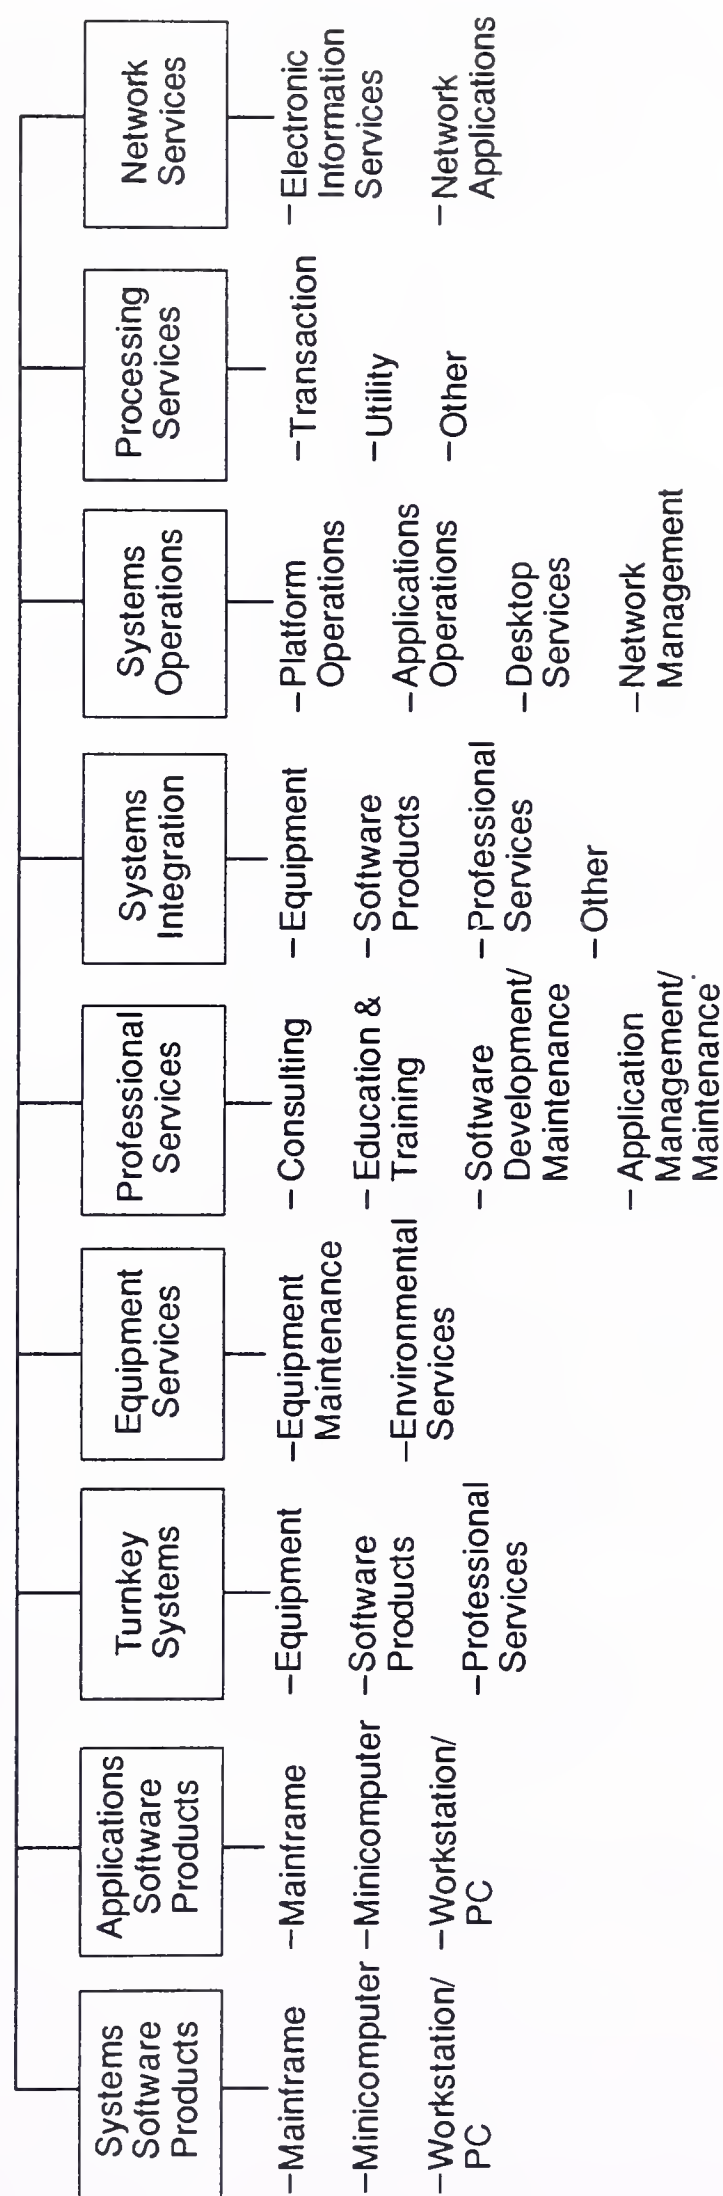 Systems
Software
Products
–Mainframe
–Minicomputer
–Workstation/
PC
Applications
Software
Products
–Mainframe
–Minicomputer
–Workstation/
PC
Turnkey
Systems
–Equipment
–Software
Products
–Professional
Services
Equipment
Services
–Equipment
Maintenance
–Environmental
Services
Professional
Services
– Consulting
– Education &
Training
– Software
Development/
Maintenance
– Application
Management/
Maintenance
Systems
Integration
–Equipment
–Software
Products
–Professional
Services
–Other
Systems
Operations
–Platform
Operations
–Applications
Operations
–Desktop
Services
–Network
Management
Processing
Services
–Transaction
–Utility
–Other
Network
Services
–Electronic
Information
Services
–Network
Applications